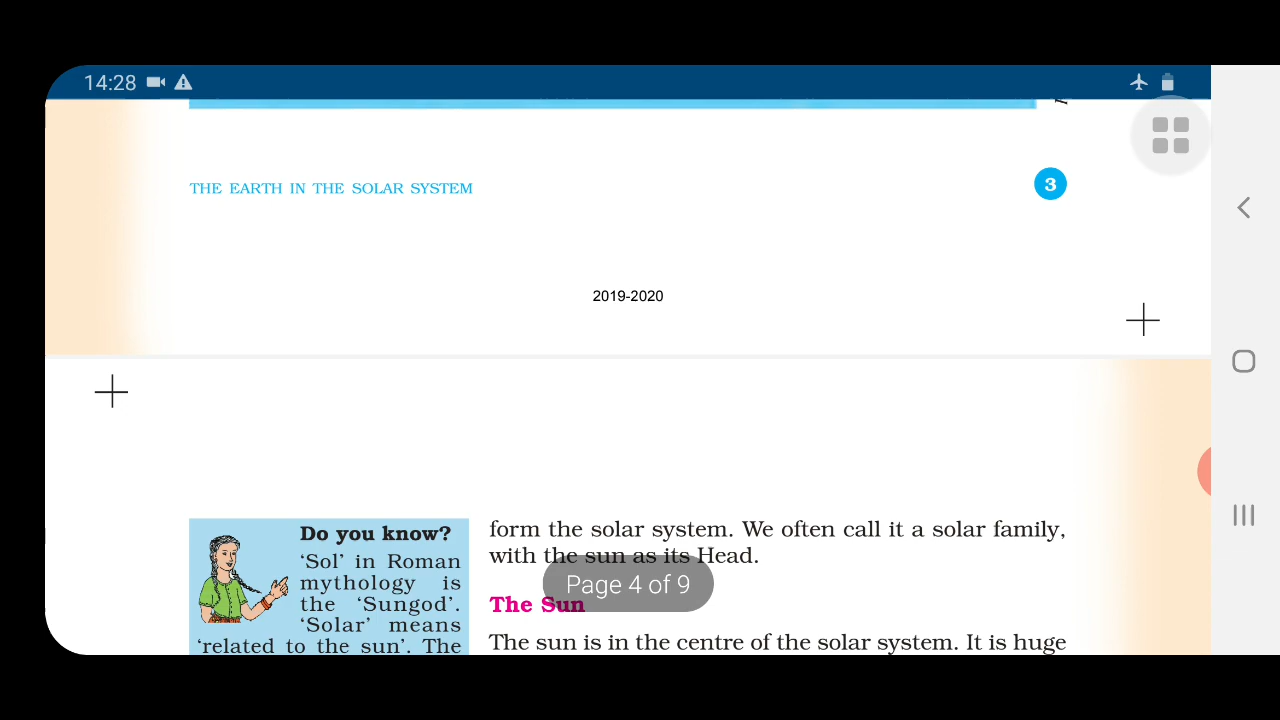 14:28
THE EARTH IN THE SOLAR SYSTEM
3
2019-2020
Do you know?
‘Sol’ in Roman
mythology is
the ‘Sungod’.
‘Solar’ means
‘related to the sun’. The
form the solar system. We often call it a solar family,
with the sun as its Head.
Page 4 of 9
The Sun
The sun is in the centre of the solar system. It is huge